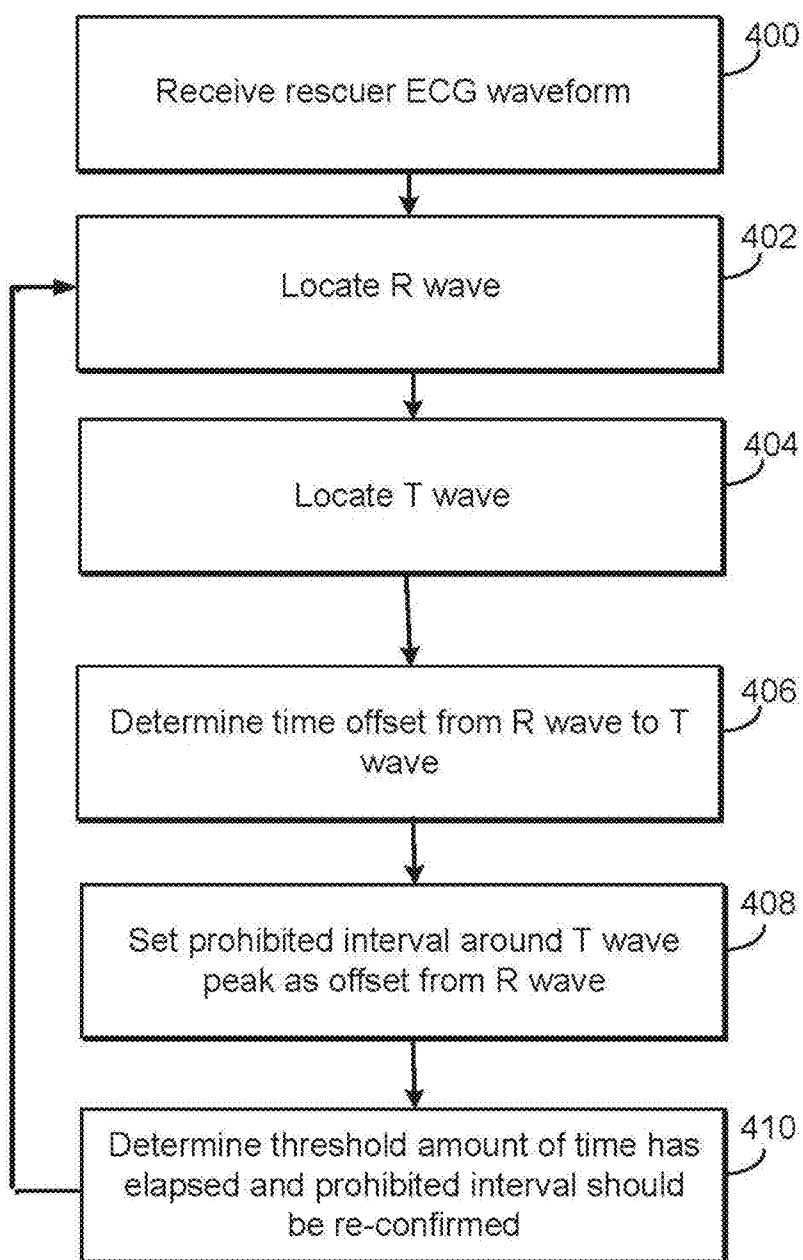 400
Receive rescuer ECG waveform
402
Locate R wave
404
Locate T wave
406
Determine time offset from R wave to T
wave
408
Set prohibited interval around T wave
peak as offset from R wave
410
Determine threshold amount of time has
elapsed and prohibited interval should
be re-confirmed